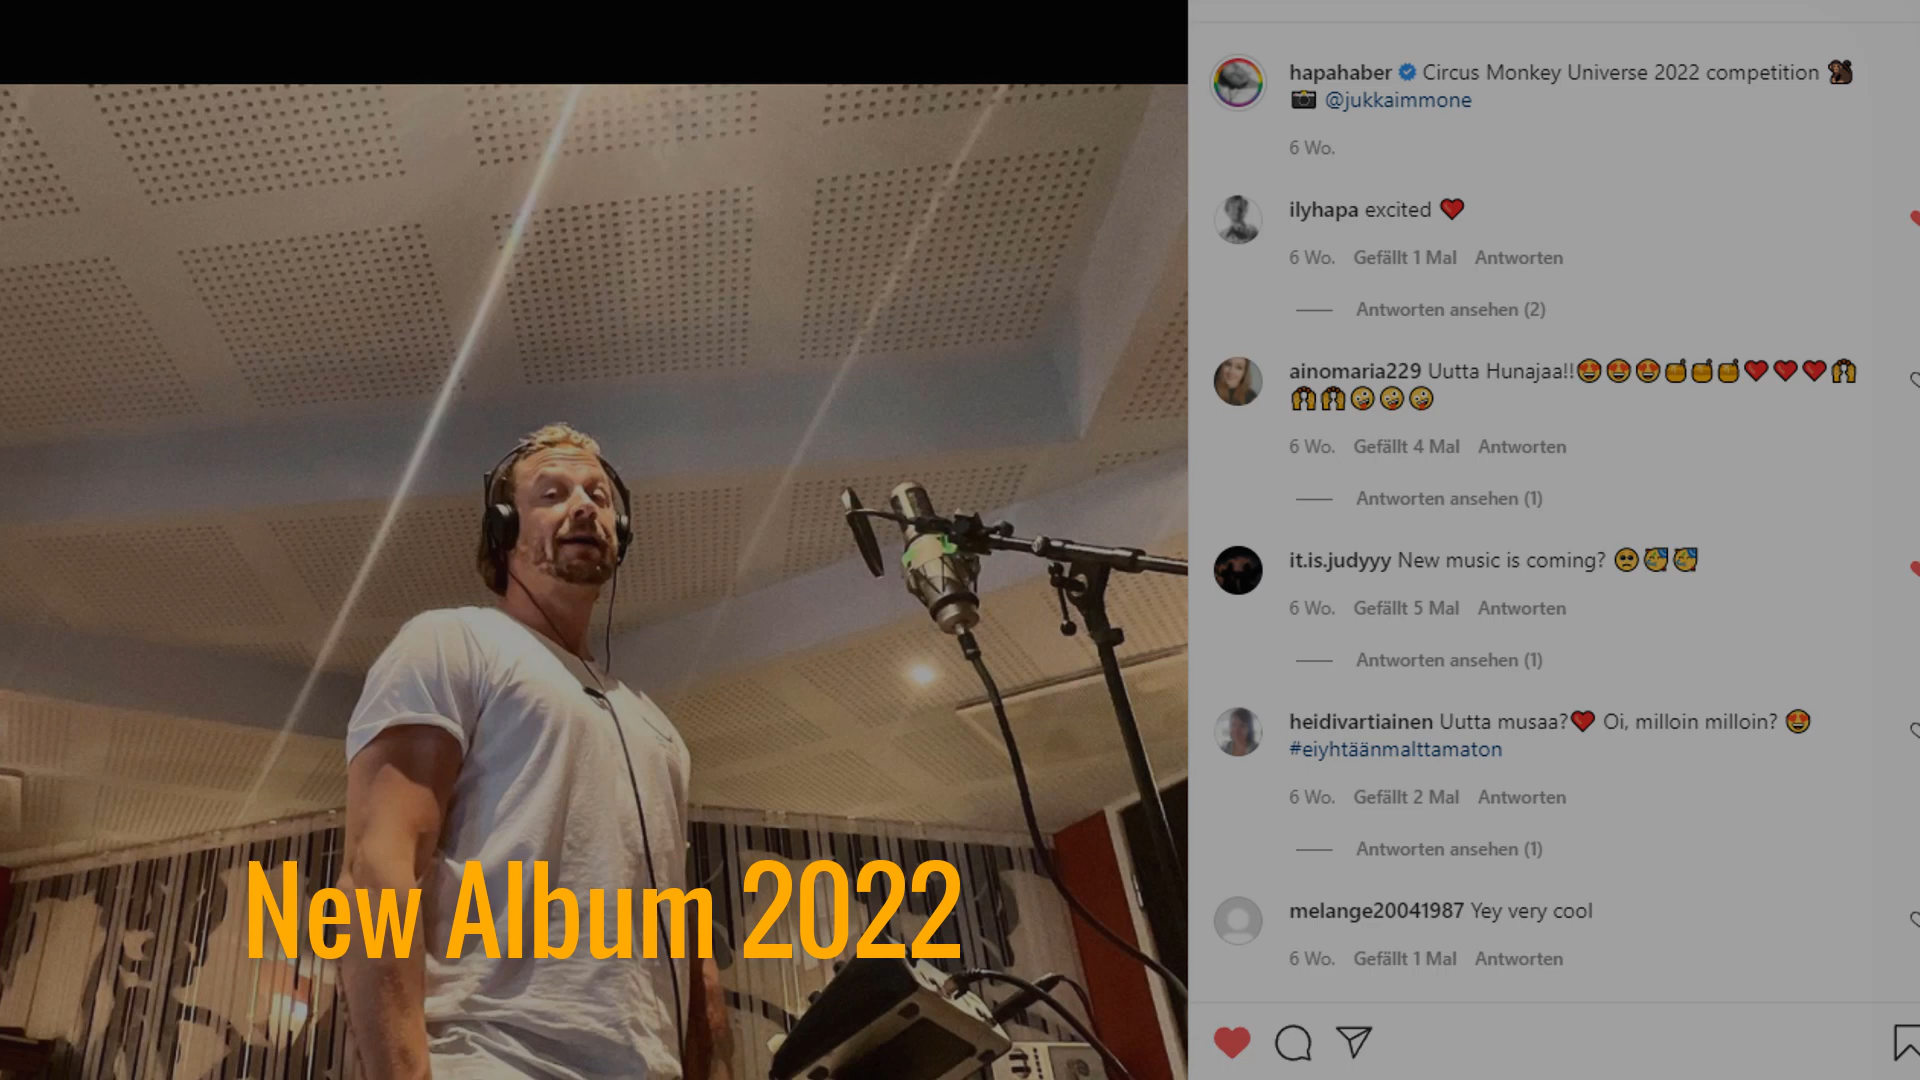 hapahaber Circus Monkey Universe 2022 competition 🐒
📷 @jukkaimmone
6 Wo.
ilyhapa excited ❤️
6 Wo. Gefällt 1 Mal Antworten
Antworten ansehen (2)
ainomaria229 Uutta Hunajaa!!😍😍😍🍯🍯🍯❤️❤️❤️🙌
🙌🙌🤪🤪🤪
6 Wo. Gefällt 4 Mal Antworten
Antworten ansehen (1)
it.is.judyyy New music is coming? 🥺🥳🥳
6 Wo. Gefällt 5 Mal Antworten
Antworten ansehen (1)
heidivartiainen Uutta musaa?❤️ Oi, milloin milloin? 😍
#eiyhtäänmalttamaton
6 Wo. Gefällt 2 Mal Antworten
Antworten ansehen (1)
melange20041987 Yey very cool
6 Wo. Gefällt 1 Mal Antworten
New Album 2022